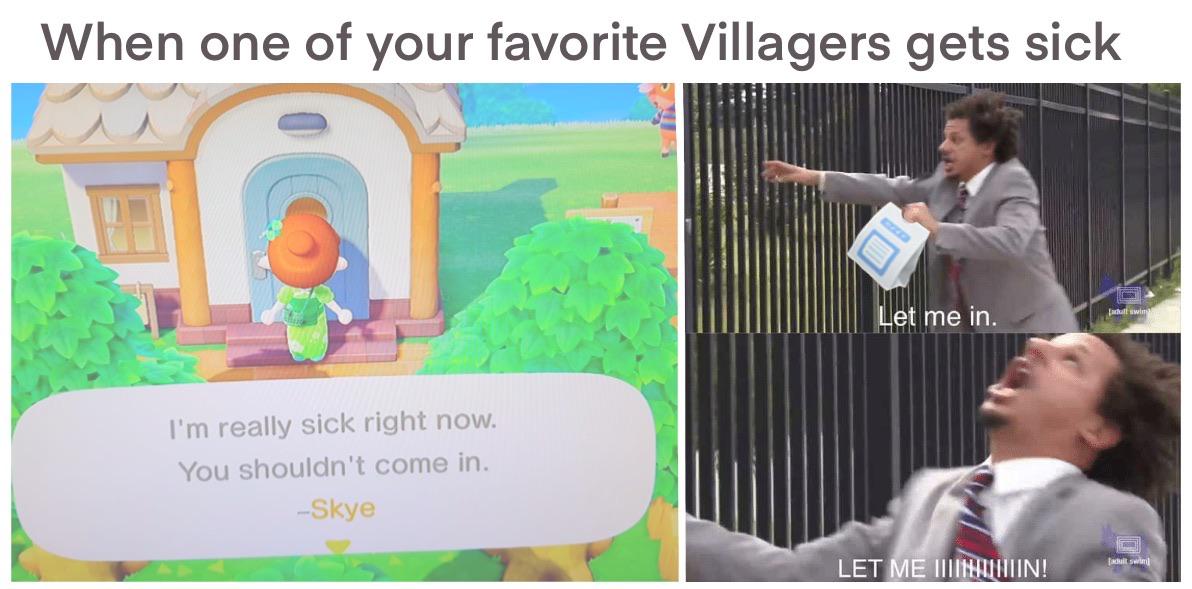 When one of your favorite Villagers gets sick
I'm really sick right now.
You shouldn't come in.
–Skye
Let me in.
[adult swim]
LET ME IIIIIIIIIIIIIN!
[adult swim]